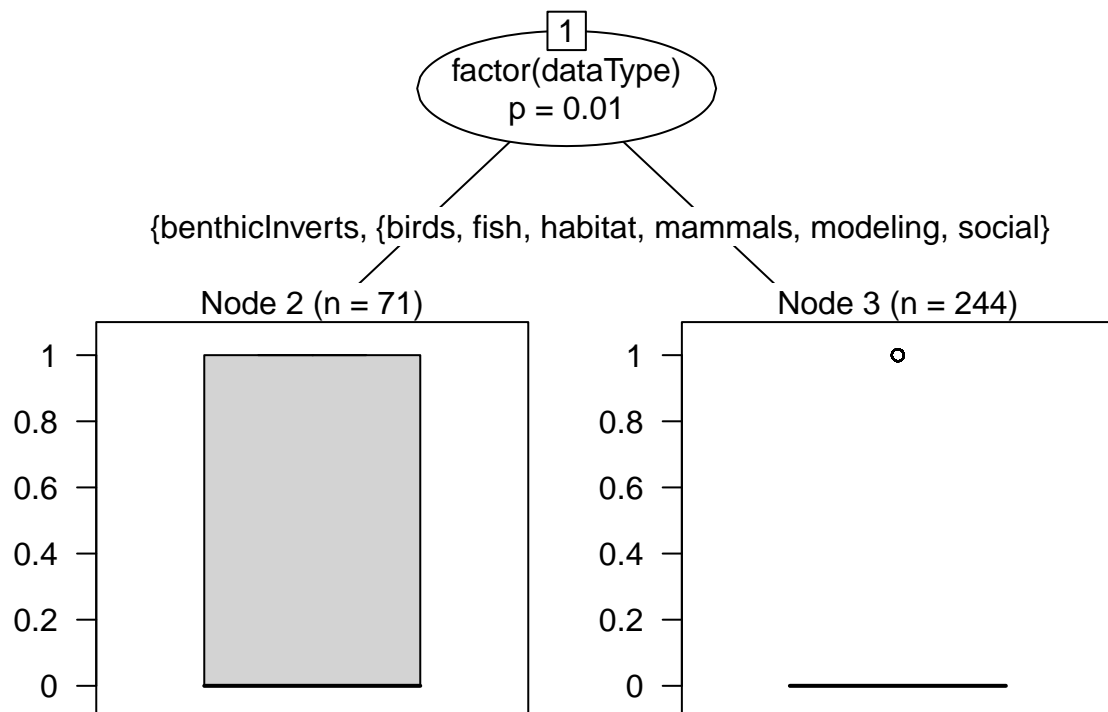 1
factor(dataType)
p = 0.01
{benthicInverts, {birds, fish, habitat, mammals, modeling, social}
Node 2 (n = 71)
1
0.8
0.6
0.4
0.2
0
Node 3 (n = 244)
1
0.8
0.6
0.4
0.2
0